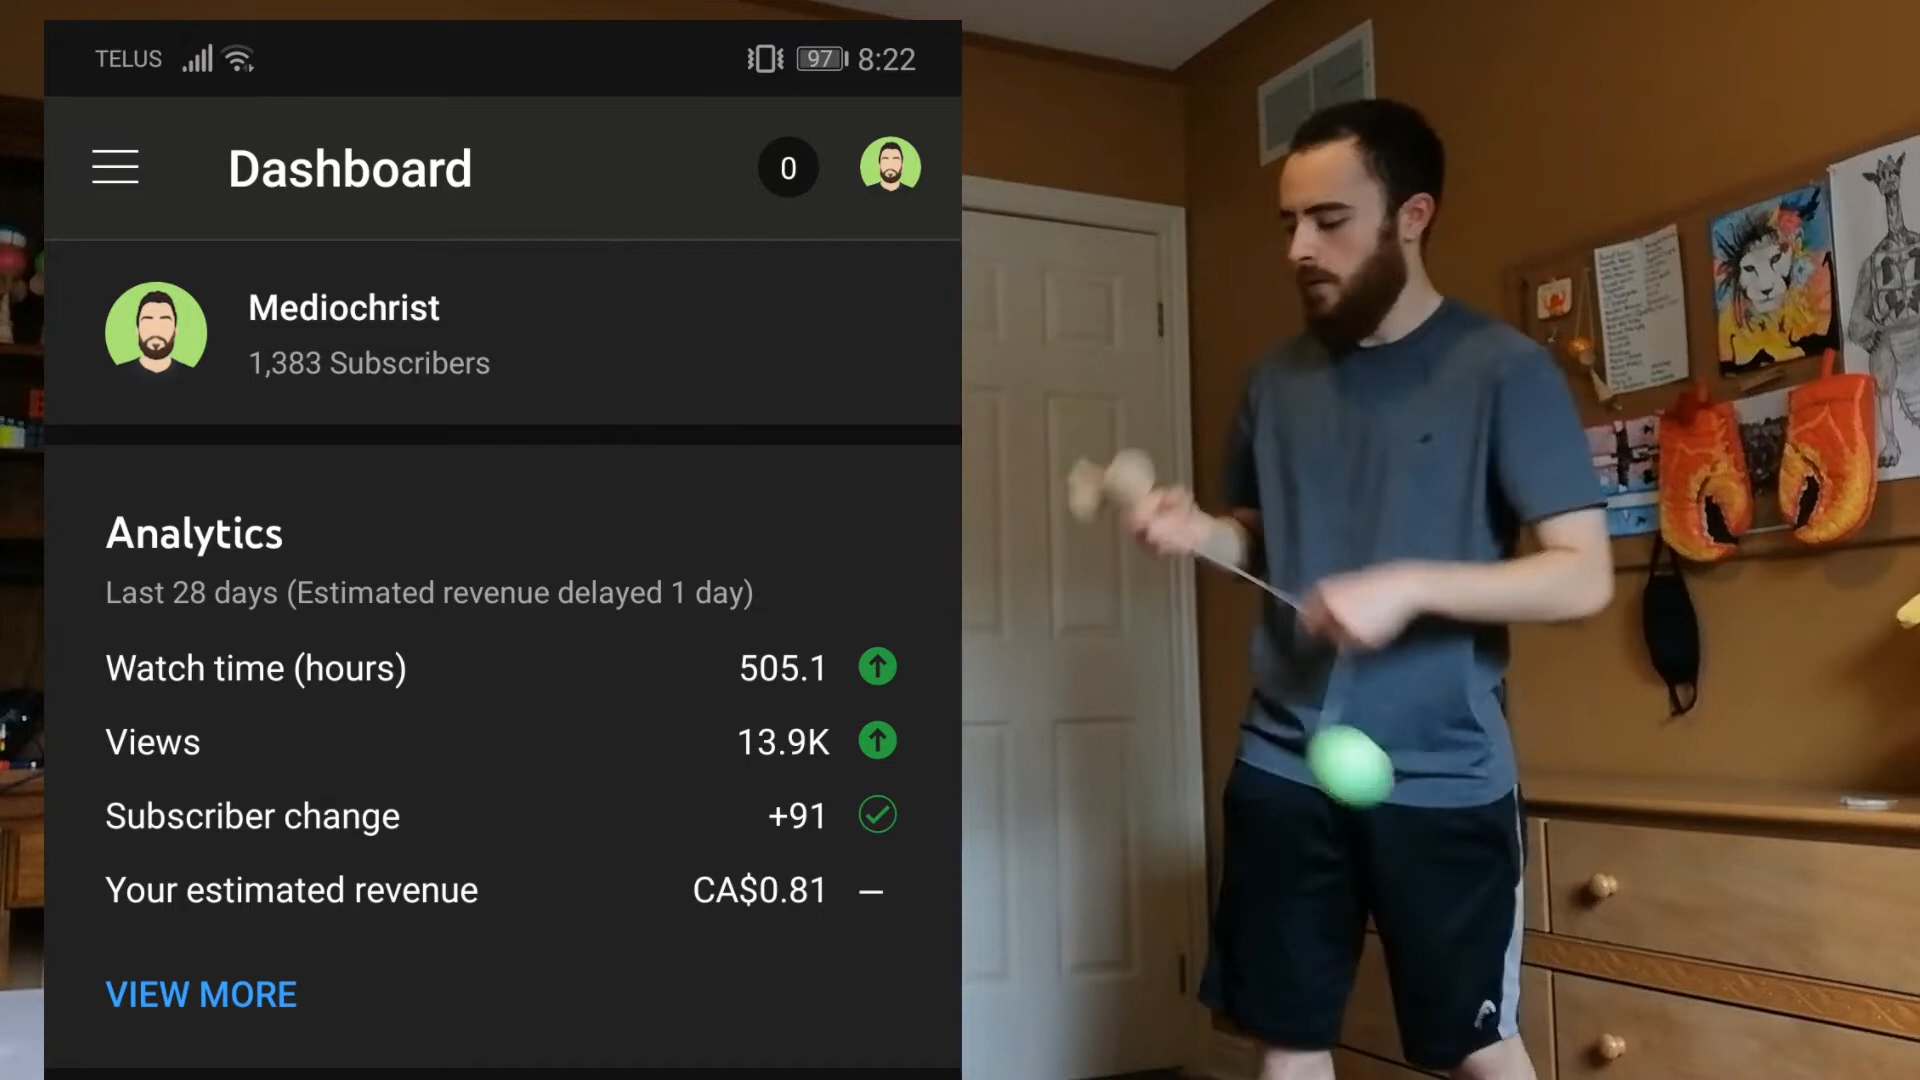 TELUS 97 8:22
Dashboard 0
Mediochrist
1,383 Subscribers
Analytics
Last 28 days (Estimated revenue delayed 1 day)
Watch time (hours) 505.1
Views 13.9K
Subscriber change +91
Your estimated revenue CA$0.81 –
VIEW MORE